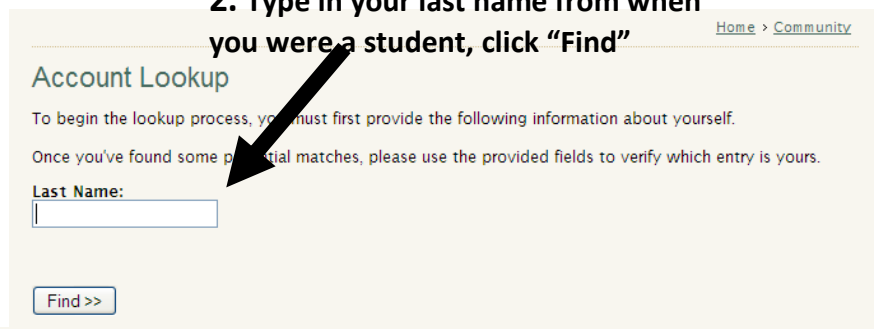 2. Type in your last name from when
you were a student, click “Find”
Home > Community
Account Lookup
To begin the lookup process, you must first provide the following information about yourself.
Once you've found some potential matches, please use the provided fields to verify which entry is yours.
Last Name:
Find >>